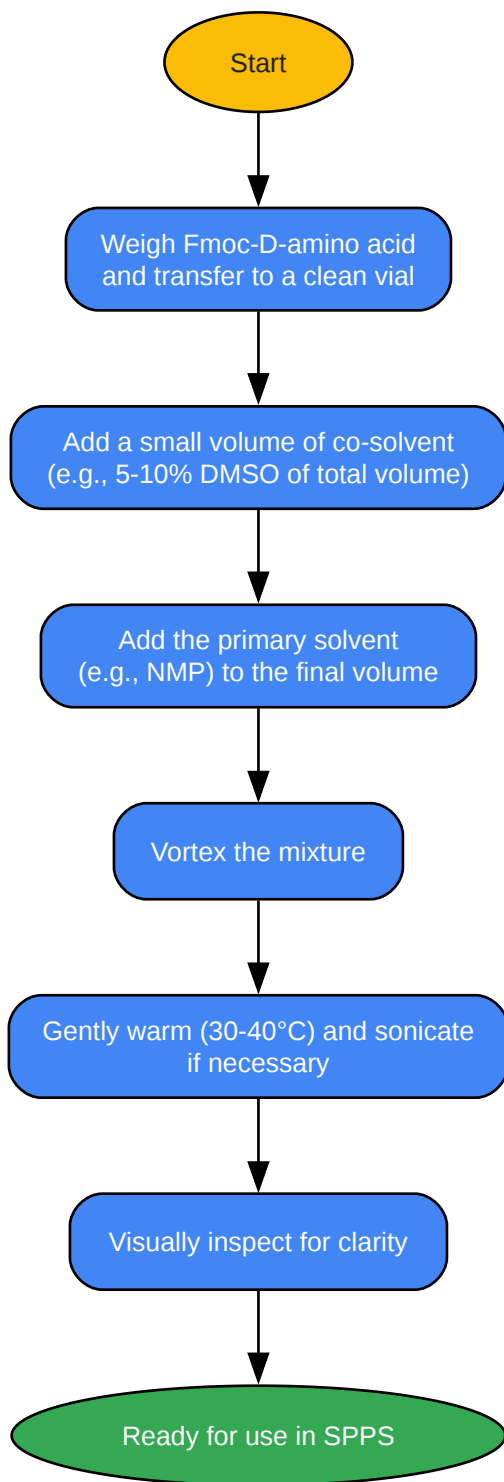 Start
Weigh Fmoc-D-amino acid
and transfer to a clean vial
Add a small volume of co-solvent
(e.g., 5-10% DMSO of total volume)
Add the primary solvent
(e.g., NMP) to the final volume
Vortex the mixture
Gently warm (30-40°C) and sonicate
if necessary
Visually inspect for clarity
Ready for use in SPPS